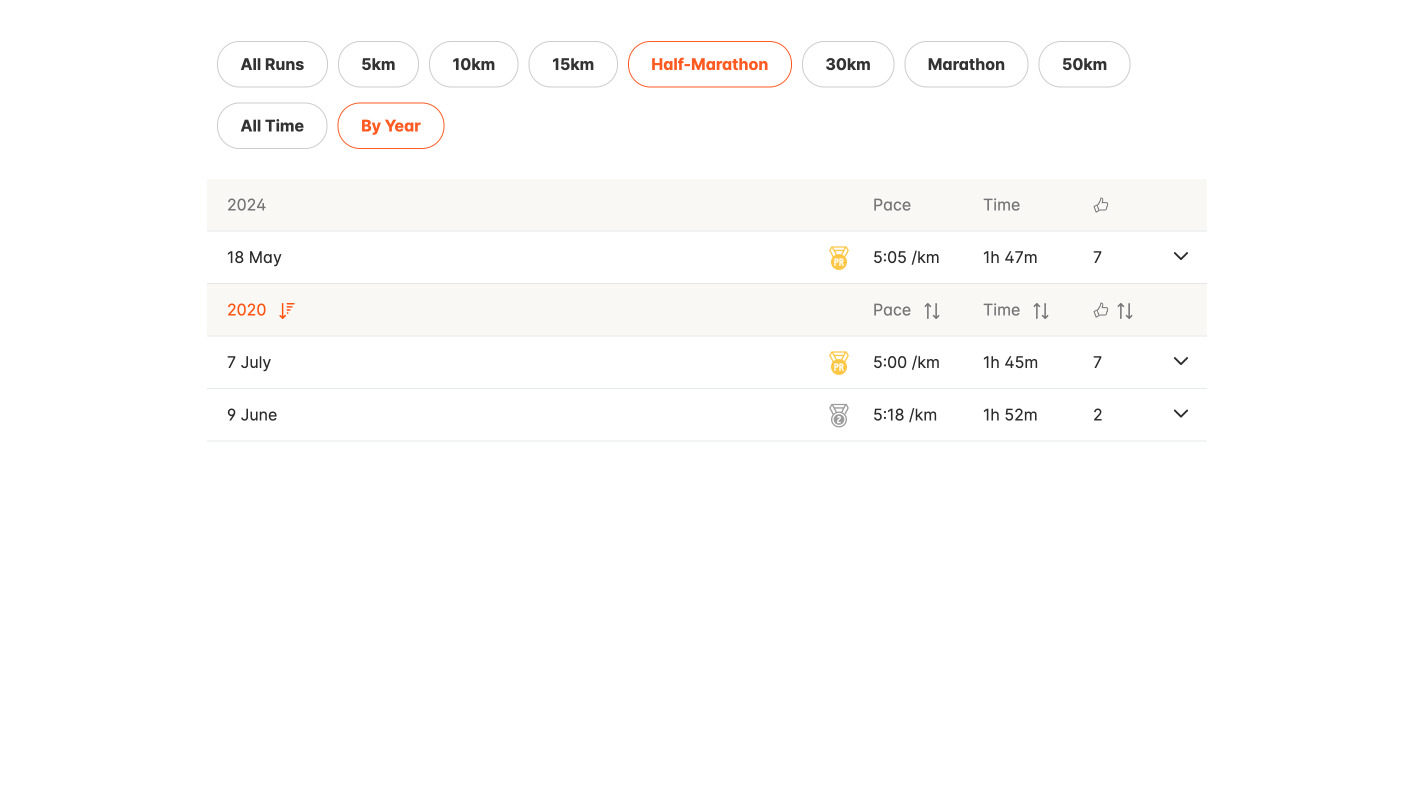 All Runs 5km 10km 15km Half-Marathon 30km Marathon 50km
All Time By Year
2024 Pace Time
18 May PR 5:05 /km 1h 47m 7
2020 Pace Time
7 July PR 5:00 /km 1h 45m 7
9 June 2 5:18 /km 1h 52m 2